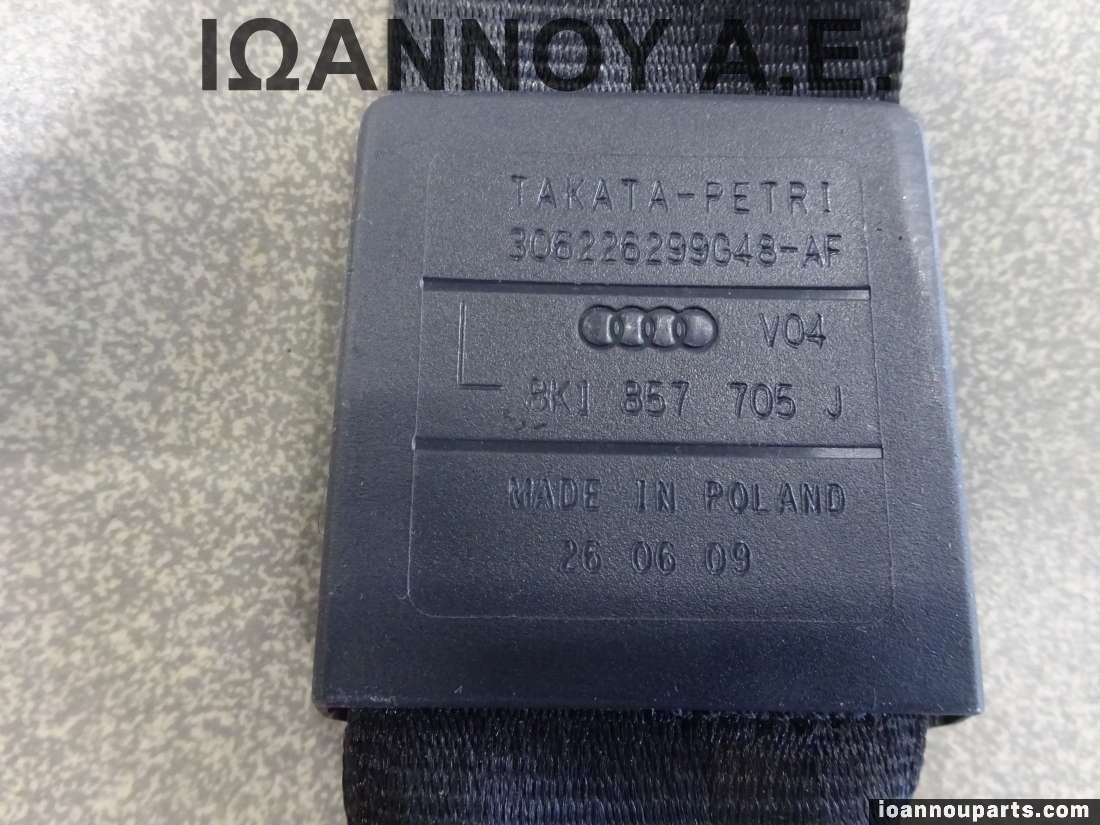 ΙΩΑΝΝΟΥ Α.Ε.
TAKATA-PETRI
306226299G48-AF
L
V04
8K1 857 705 J
MADE IN POLAND
26 06 09
ioannouparts.com